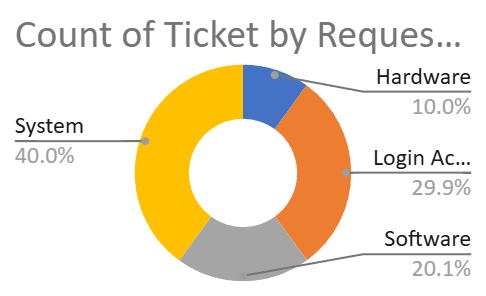 Count of Ticket by Reques...
Hardware
10.0%
System
40.0%
Login Ac...
29.9%
Software
20.1%